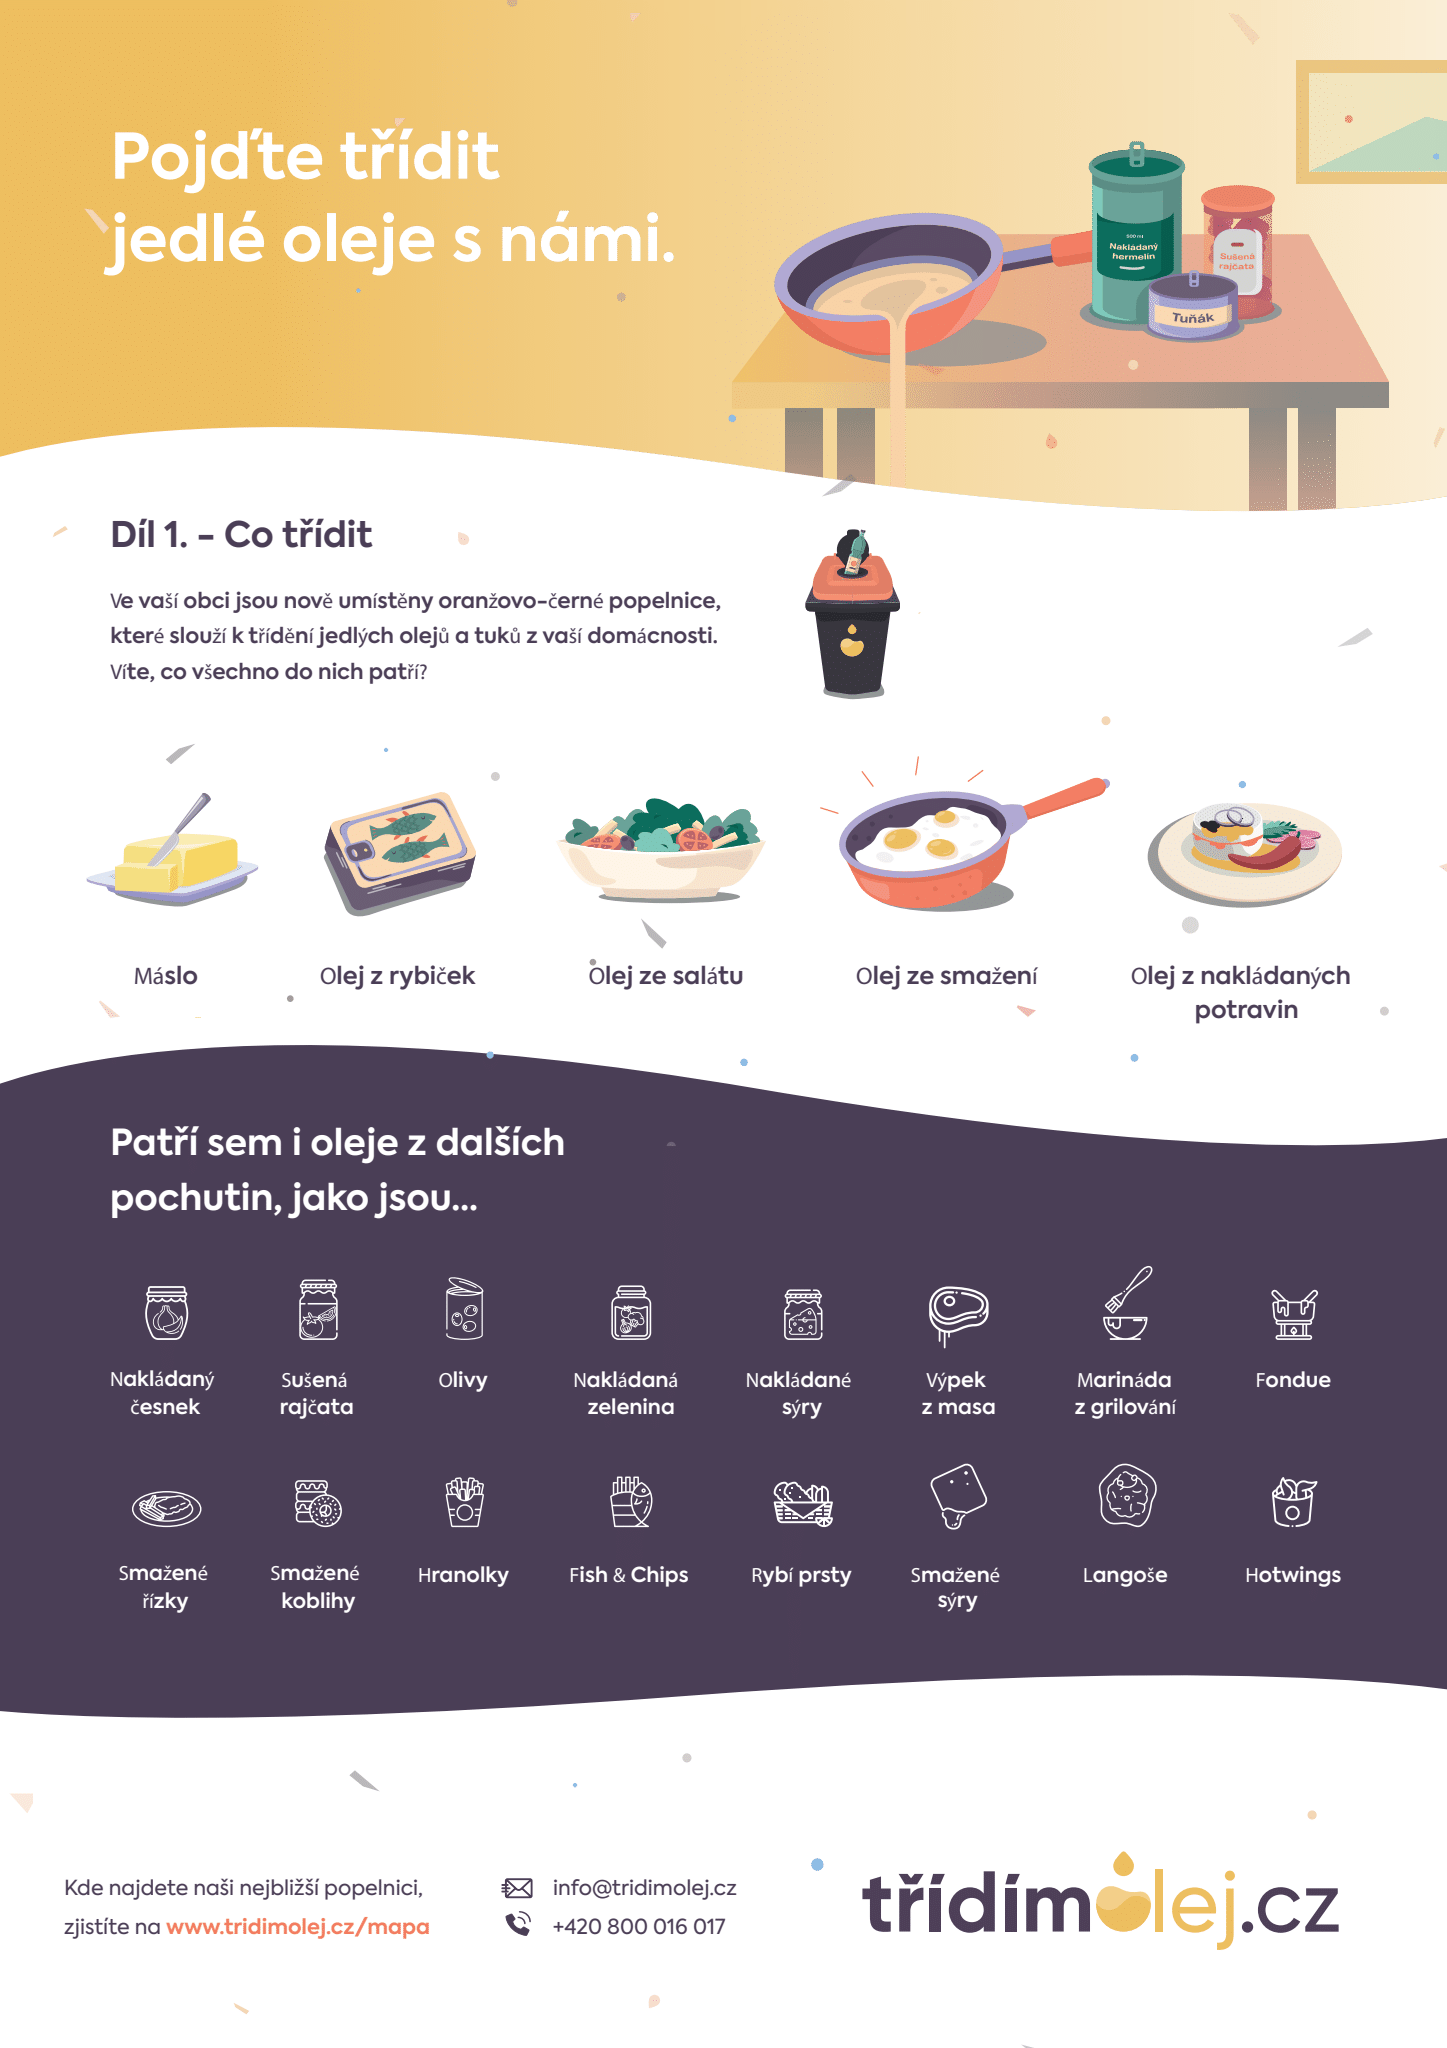 Pojďte třídit
jedlé oleje s námi.
500 ml
Nakládaný
hermelín
Sušená
rajčata
Tuňák
Díl 1. - Co třídit
Ve vaší obci jsou nově umístěny oranžovo-černé popelnice,
které slouží k třídění jedlých olejů a tuků z vaší domácnosti.
Víte, co všechno do nich patří?
Máslo
Olej z rybiček
Olej ze salátu
Olej ze smažení
Olej z nakládaných
potravin
Patří sem i oleje z dalších
pochutin, jako jsou...
Nakládaný
česnek
Sušená
rajčata
Olivy
Nakládaná
zelenina
Nakládané
sýry
Výpek
z masa
Marináda
z grilování
Fondue
Smažené
řízky
Smažené
koblihy
Hranolky
Fish & Chips
Rybí prsty
Smažené
sýry
Langoše
Hotwings
Kde najdete naši nejbližší popelnici,
zjistíte na www.tridimolej.cz/mapa
info@tridimolej.cz
+420 800 016 017
třídímolej.cz